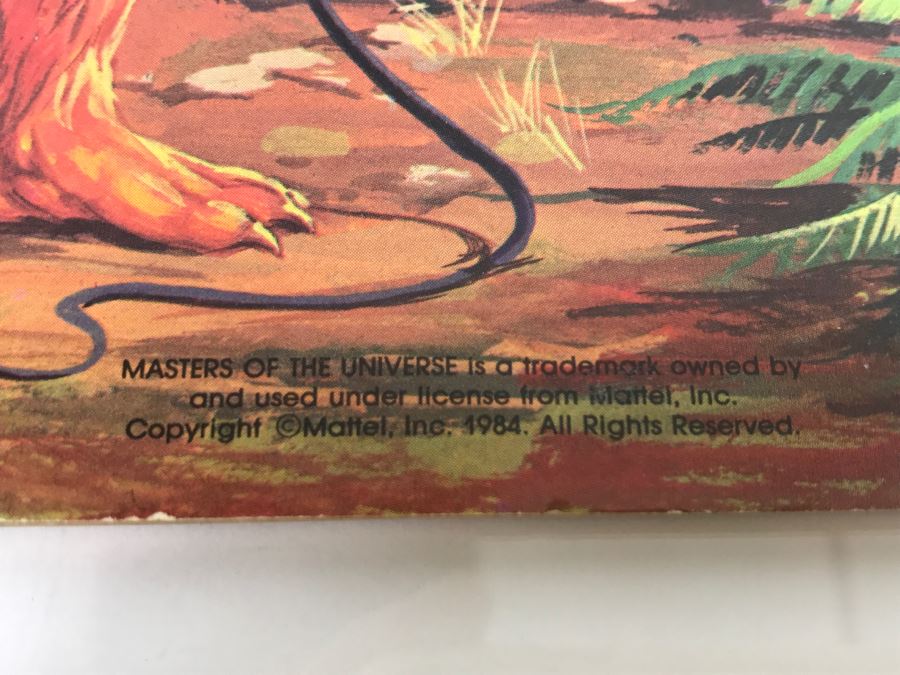 MASTERS OF THE UNIVERSE is a trademark owned by
and used under license from Mattel, Inc.
Copyright ©Mattel, Inc. 1984. All Rights Reserved.